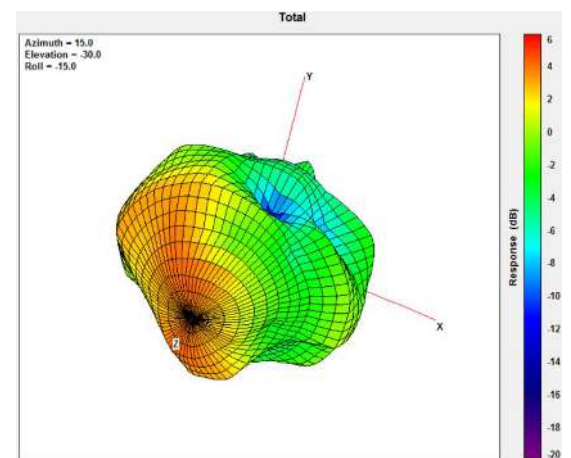 Total
Azimuth = 15.0
Elevation = -30.0
Roll = -15.0
Y
X
Z
Response (dB)
6
4
2
0
-2
-4
-6
-8
-10
-12
-14
-16
-18
-20